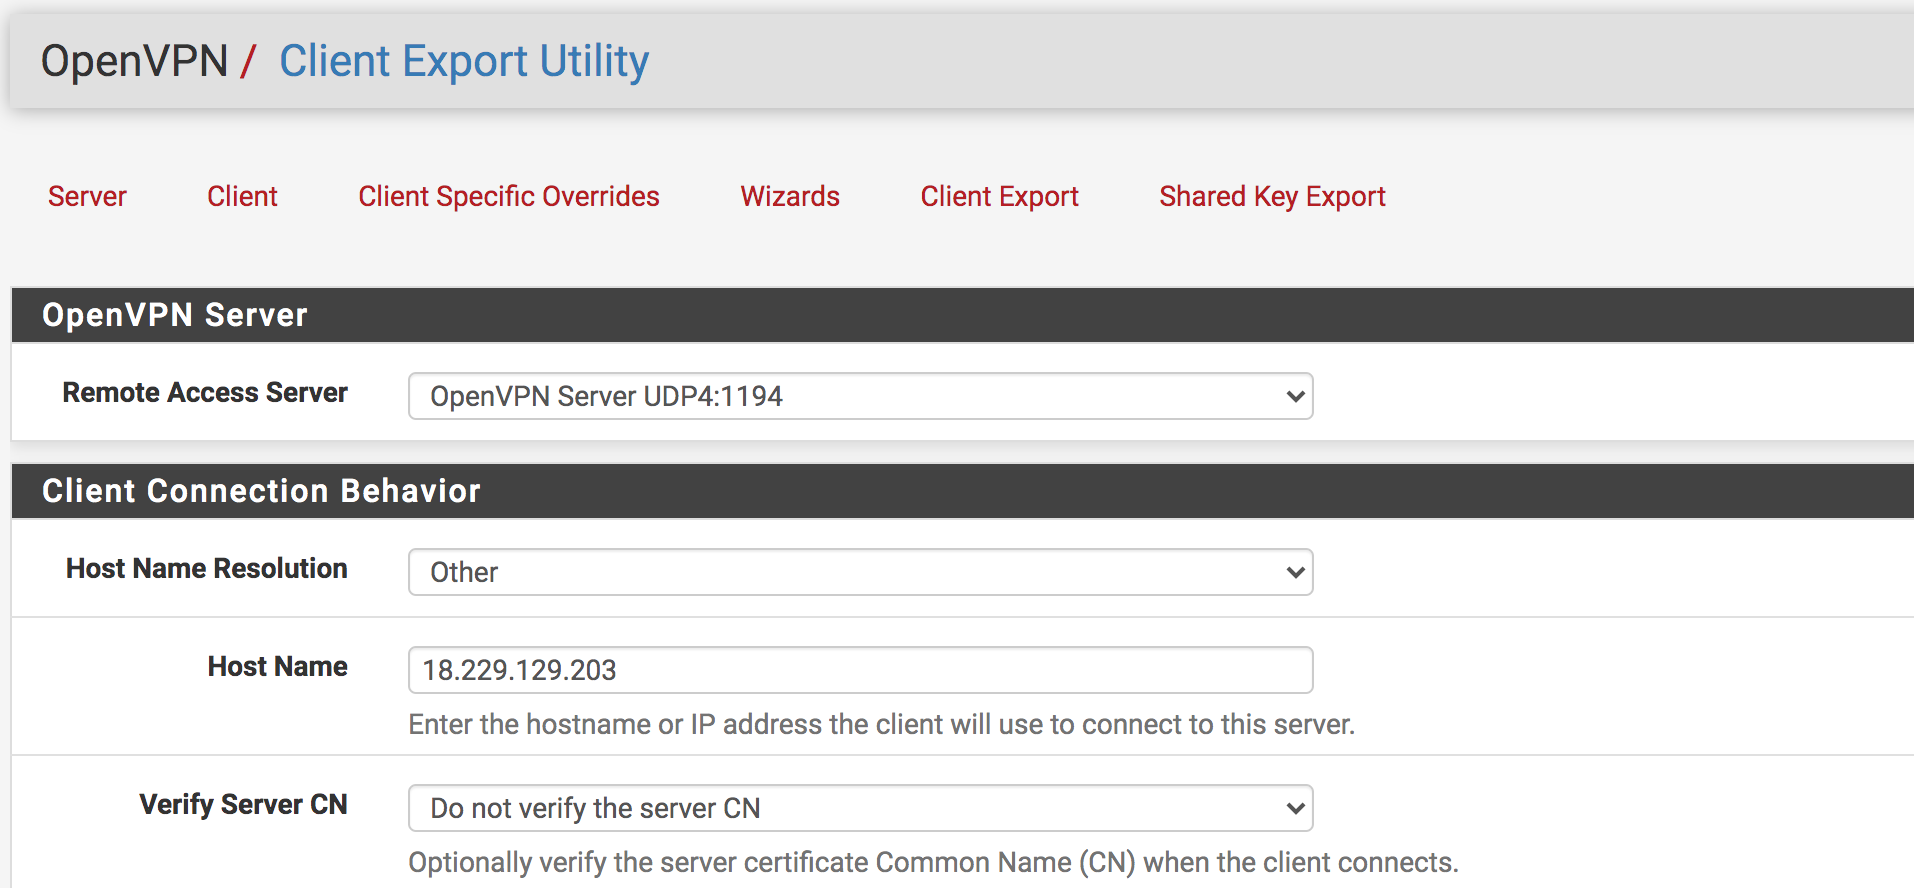 OpenVPN / Client Export Utility
Server Client Client Specific Overrides Wizards Client Export Shared Key Export
OpenVPN Server
Remote Access Server OpenVPN Server UDP4:1194
Client Connection Behavior
Host Name Resolution Other
Host Name 18.229.129.203
Enter the hostname or IP address the client will use to connect to this server.
Verify Server CN Do not verify the server CN
Optionally verify the server certificate Common Name (CN) when the client connects.